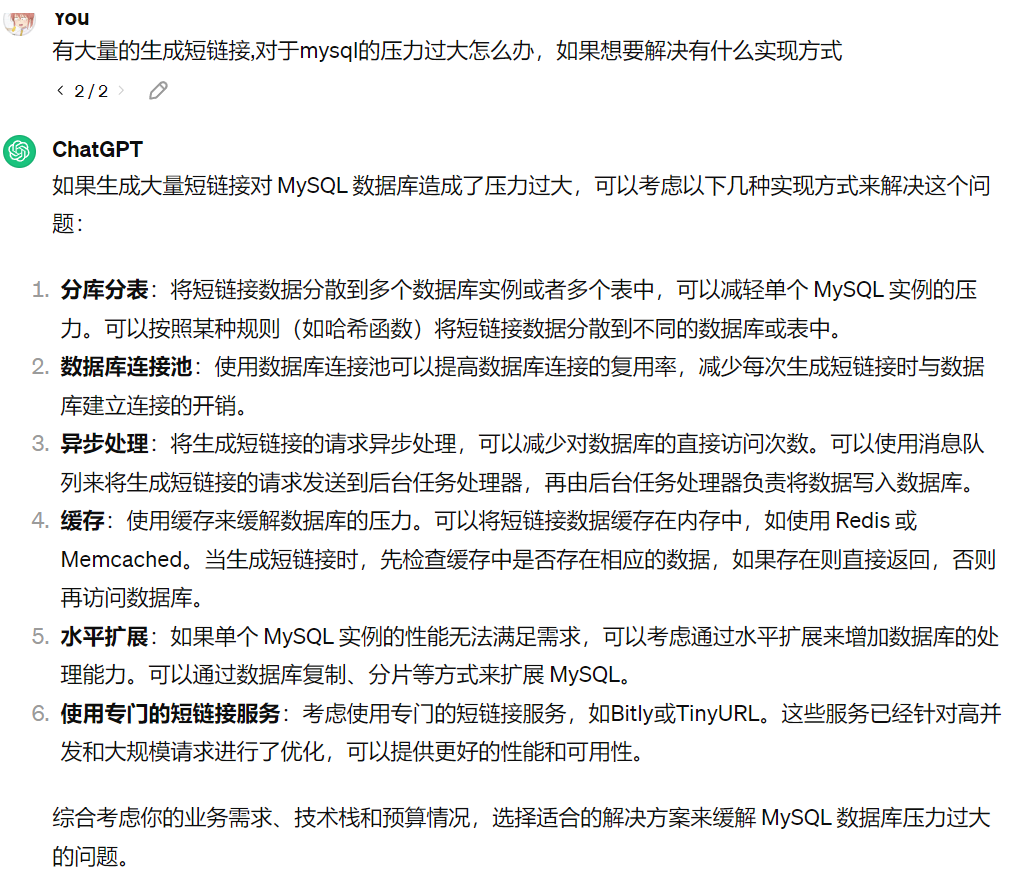 You
有大量的生成短链接,对于mysql的压力过大怎么办，如果想要解决有什么实现方式
< 2 / 2 >
ChatGPT
如果生成大量短链接对 MySQL 数据库造成了压力过大，可以考虑以下几种实现方式来解决这个问
题：
1. 分库分表：将短链接数据分散到多个数据库实例或者多个表中，可以减轻单个 MySQL 实例的压
力。可以按照某种规则（如哈希函数）将短链接数据分散到不同的数据库或表中。
2. 数据库连接池：使用数据库连接池可以提高数据库连接的复用率，减少每次生成短链接时与数据
库建立连接的开销。
3. 异步处理：将生成短链接的请求异步处理，可以减少对数据库的直接访问次数。可以使用消息队
列来将生成短链接的请求发送到后台任务处理器，再由后台任务处理器负责将数据写入数据库。
4. 缓存：使用缓存来缓解数据库的压力。可以将短链接数据缓存在内存中，如使用 Redis 或
Memcached。当生成短链接时，先检查缓存中是否存在相应的数据，如果存在则直接返回，否则
再访问数据库。
5. 水平扩展：如果单个 MySQL 实例的性能无法满足需求，可以考虑通过水平扩展来增加数据库的处
理能力。可以通过数据库复制、分片等方式来扩展 MySQL。
6. 使用专门的短链接服务：考虑使用专门的短链接服务，如Bitly或TinyURL。这些服务已经针对高并
发和大规模请求进行了优化，可以提供更好的性能和可用性。
综合考虑你的业务需求、技术栈和预算情况，选择适合的解决方案来缓解 MySQL 数据库压力过大
的问题。